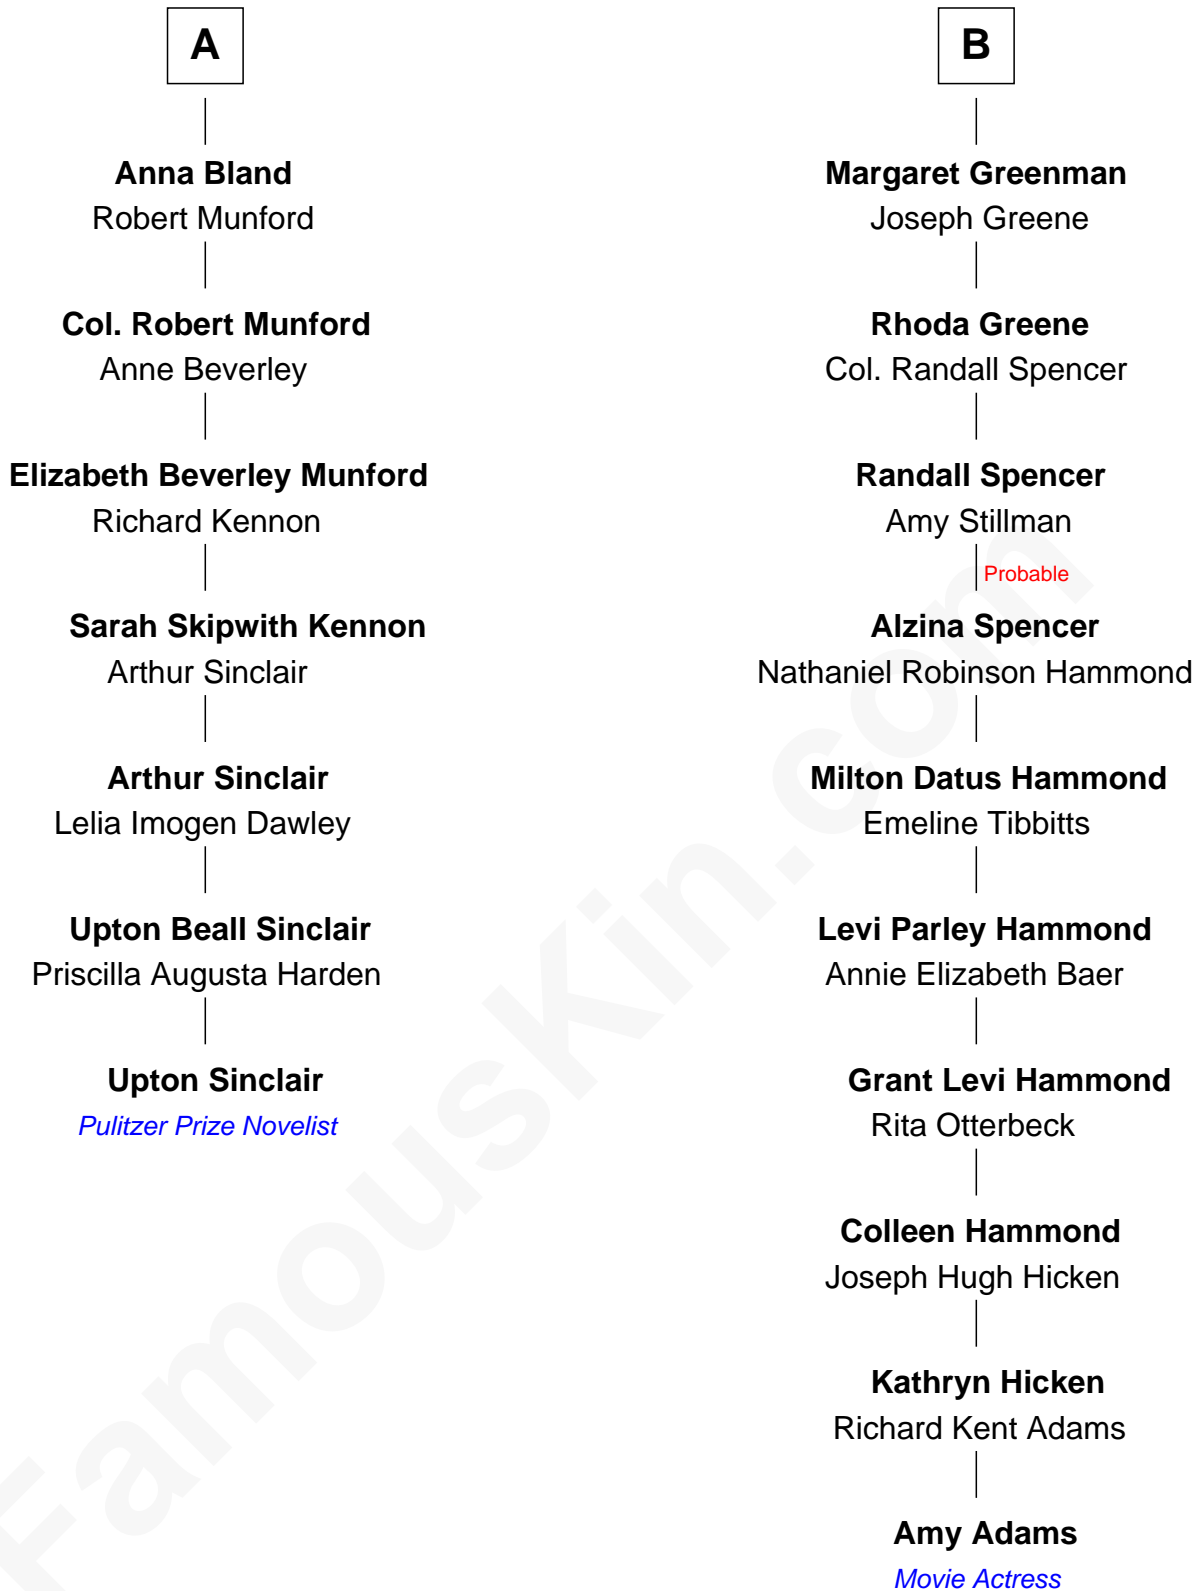 A
Anna Bland
Robert Munford
Col. Robert Munford
Anne Beverley
Elizabeth Beverley Munford
Richard Kennon
Sarah Skipwith Kennon
Arthur Sinclair
Arthur Sinclair
Lelia Imogen Dawley
Upton Beall Sinclair
Priscilla Augusta Harden
Upton Sinclair
Pulitzer Prize Novelist
B
Margaret Greenman
Joseph Greene
Rhoda Greene
Col. Randall Spencer
Randall Spencer
Amy Stillman
Probable
Alzina Spencer
Nathaniel Robinson Hammond
Milton Datus Hammond
Emeline Tibbitts
Levi Parley Hammond
Annie Elizabeth Baer
Grant Levi Hammond
Rita Otterbeck
Colleen Hammond
Joseph Hugh Hicken
Kathryn Hicken
Richard Kent Adams
Amy Adams
Movie Actress
FamousKin.com